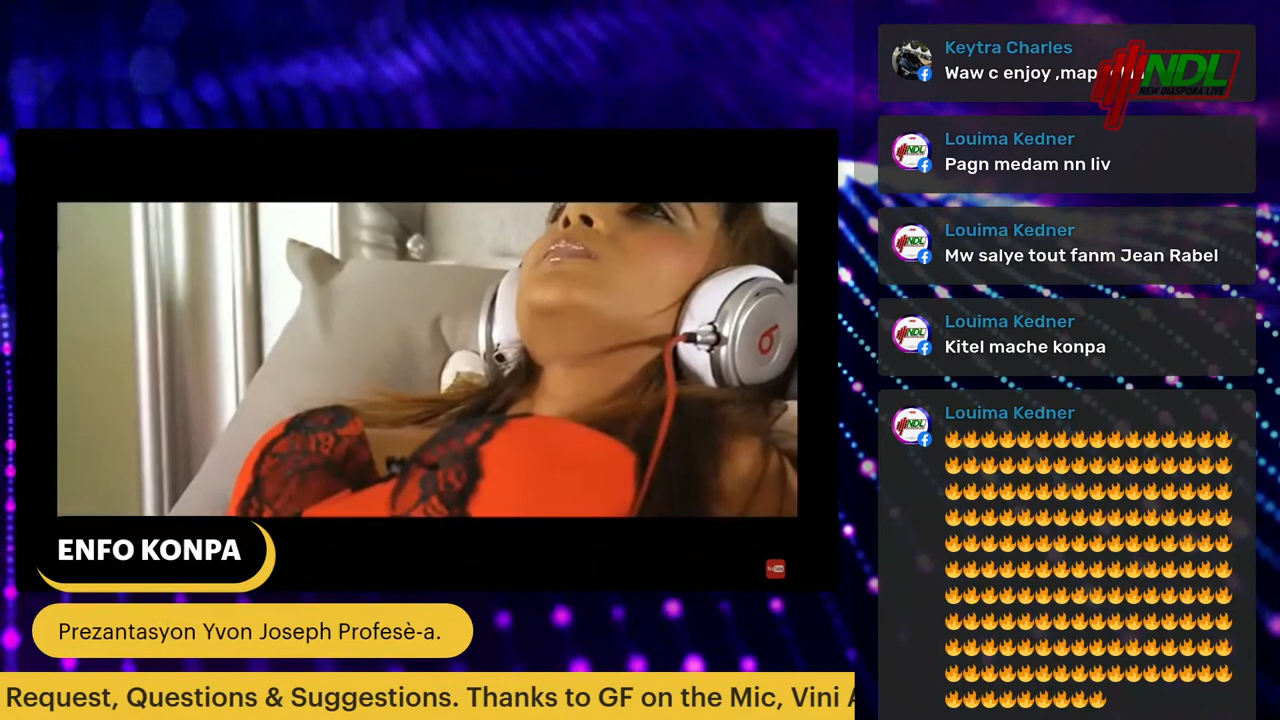 Keytra Charles
Waw c enjoy ,map
NDL
NEW DIASPORA LIVE
Louima Kedner
Pagn medam nn liv
Louima Kedner
Mw salye tout fanm Jean Rabel
Louima Kedner
Kitel mache konpa
Louima Kedner
ENFO KONPA
Prezantasyon Yvon Joseph Profesè-a.
Request, Questions & Suggestions. Thanks to GF on the Mic, Vini